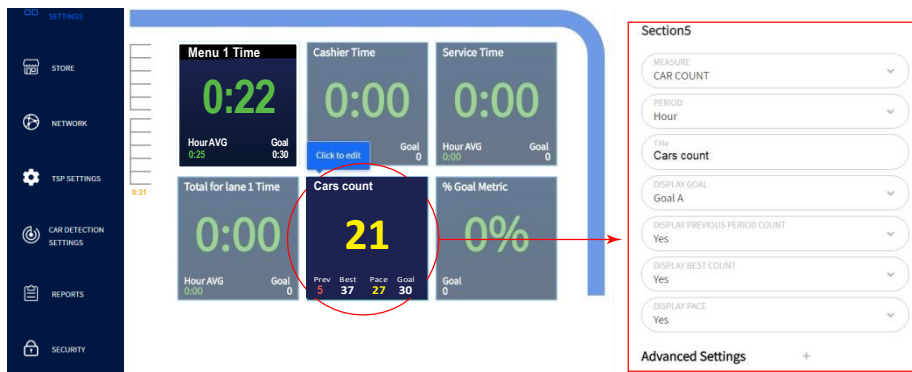 SETTINGS
STORE
NETWORK
TSP SETTINGS
CAR DETECTION
SETTINGS
REPORTS
SECURITY
0:31
Menu 1 Time
0:22
Hour AVG Goal
0:25 0:30
Cashier Time
0:00
Goal
0
Click to edit
Service Time
0:00
Hour AVG Goal
0:00 0
Total for lane 1 Time
0:00
Hour AVG Goal
0:00 0
Cars count
21
Prev Best Pace Goal
5 37 27 30
% Goal Metric
0%
Goal
0
Section5
MEASURE
CAR COUNT
PERIOD
Hour
Title
Cars count
DISPLAY GOAL
Goal A
DISPLAY PREVIOUS PERIOD COUNT
Yes
DISPLAY BEST COUNT
Yes
DISPLAY PACE
Yes
Advanced Settings +